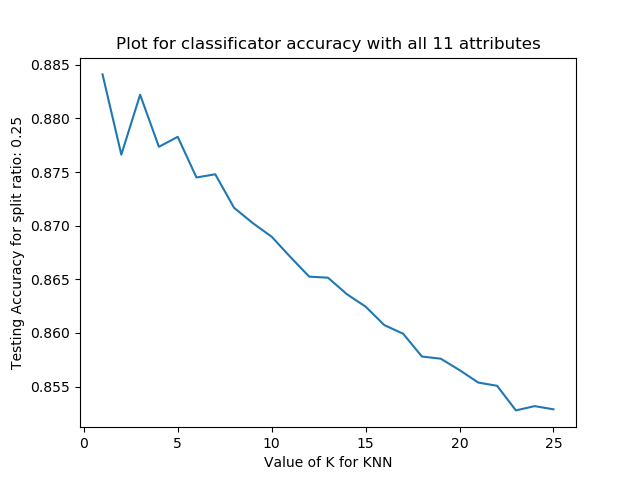 Plot for classificator accuracy with all 11 attributes
0.885
0.880
0.875
0.870
0.865
0.860
0.855
Testing Accuracy for split ratio: 0.25
0 5 10 15 20 25
Value of K for KNN